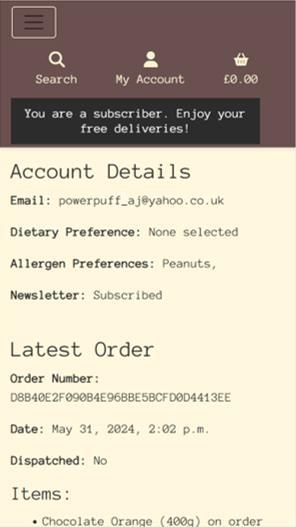 Search My Account £0.00
You are a subscriber. Enjoy your
free deliveries!
Account Details
Email: powerpuff_aj@yahoo.co.uk
Dietary Preference: None selected
Allergen Preferences: Peanuts,
Newsletter: Subscribed
Latest Order
Order Number:
D8B40E2F090B4E96BBE5BCFD0D4413EE
Date: May 31, 2024, 2:02 p.m.
Dispatched: No
Items:
• Chocolate Orange (400g) on order